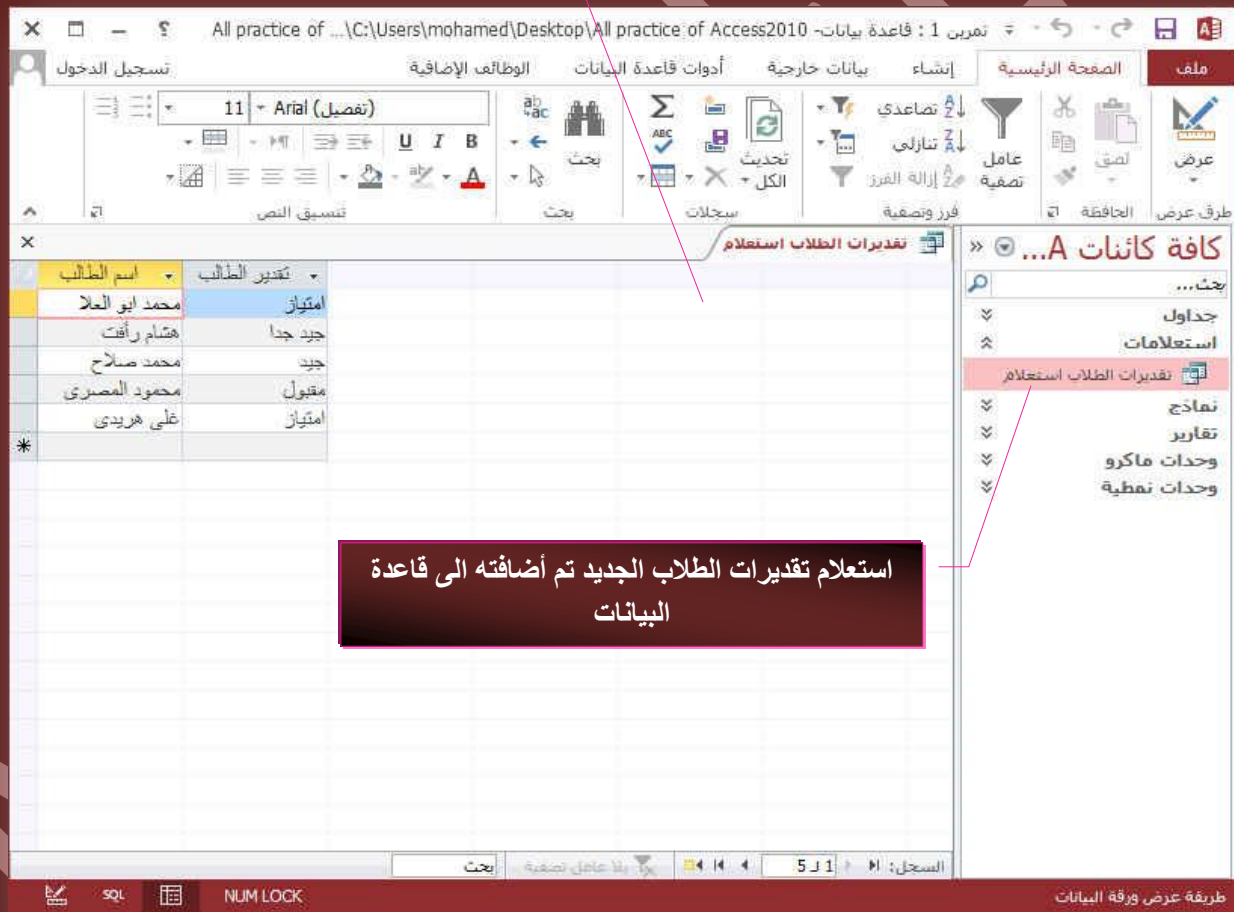 تمرين 1 : قاعدة بيانات- All practice of ...\C:\Users\mohamed\Desktop\All practice of Access2010
ملف الصفحة الرئيسية إنشاء بيانات خارجية أدوات قاعدة البيانات الوظائف الإضافية تسجيل الدخول
عرض
لصق
عامل تصفية
تصاعدي
تنازلي
إزالة الفرز
تحديث الكل
بحث
Arial (تفصيل) 11
B I U
طرق عرض الحافظة فرز وتصفية سجلات بحث تنسيق النص
كافة كائنات A...
بحث...
جداول
استعلامات
تقديرات الطلاب استعلام
نماذج
تقارير
وحدات ماكرو
وحدات نمطية
تقديرات الطلاب استعلام
اسم الطالب تقدير الطالب
محمد ابو العلا امتياز
هشام رأفت جيد جدا
محمد صلاح جيد
محمود المصرى مقبول
على هريدى امتياز
استعلام تقديرات الطلاب الجديد تم أضافته الى قاعدة
البيانات
السجل: 1 لـ 5 بلا عامل تصفية بحث
طريقة عرض ورقة البيانات NUM LOCK SQL